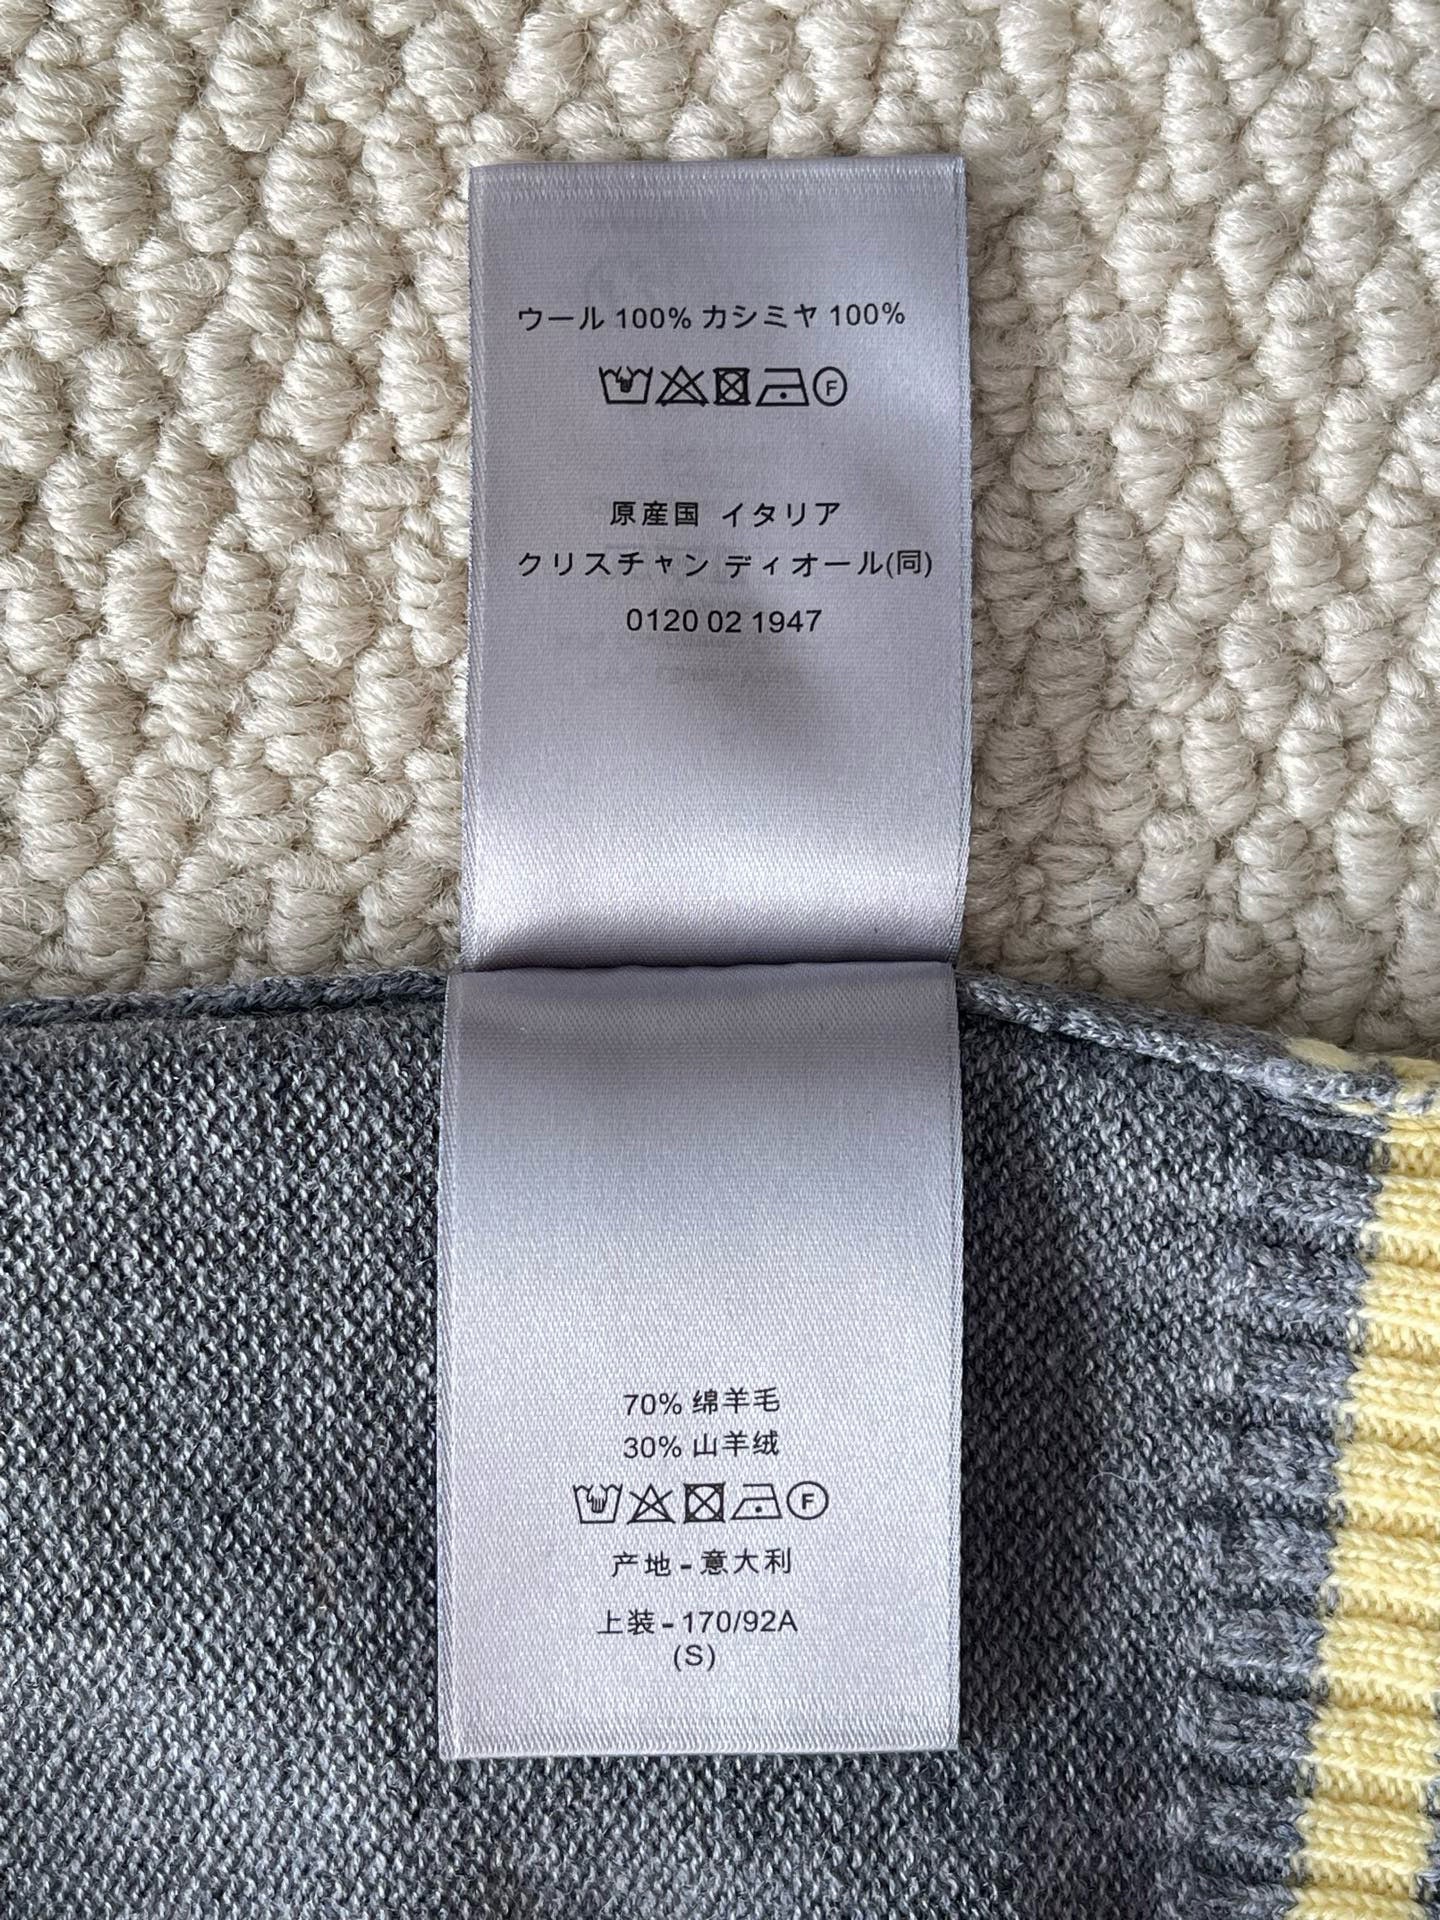 ウール 100% カシミヤ 100%
F
原産国 イタリア
クリスチャン ディオール(同)
0120 02 1947
70% 绵羊毛
30% 山羊绒
F
产地 - 意大利
上装 - 170/92A
(S)